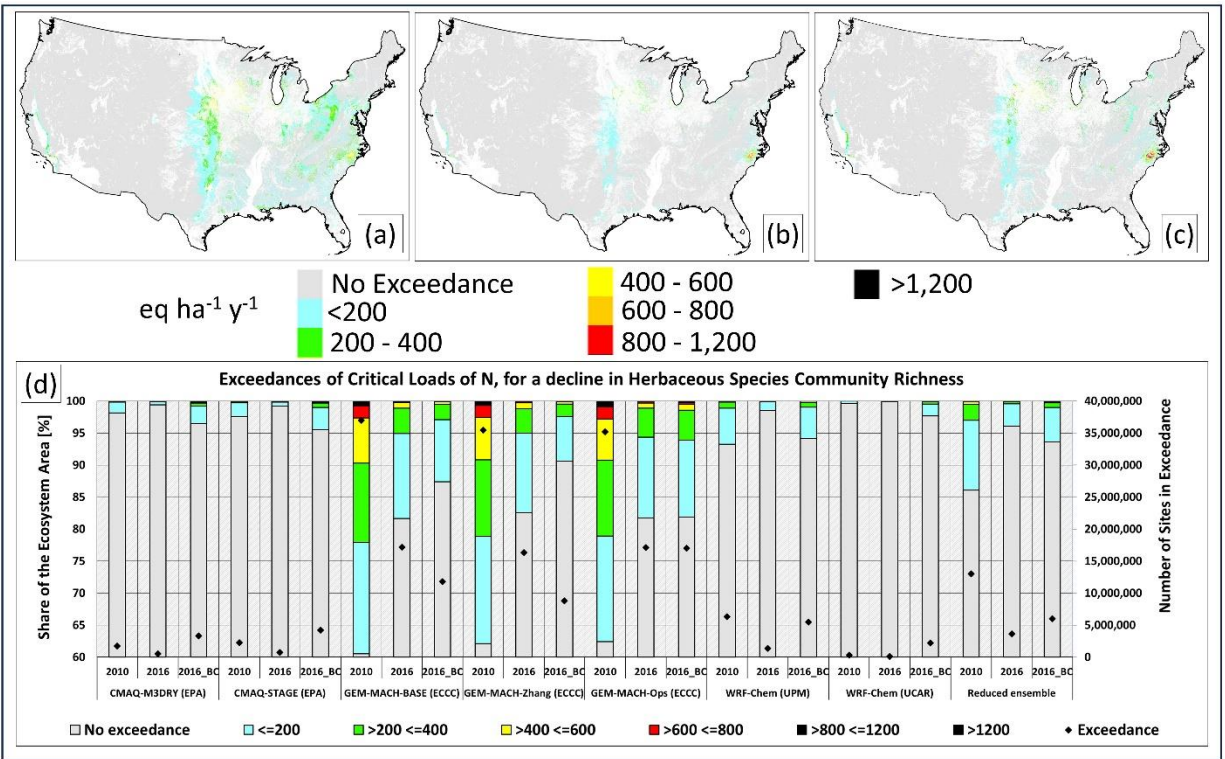 (a)
(b)
(c)
eq ha⁻¹ y⁻¹
No Exceedance
<200
200 - 400
400 - 600
600 - 800
800 - 1,200
>1,200
(d)
Exceedances of Critical Loads of N, for a decline in Herbaceous Species Community Richness
Share of the Ecosystem Area [%]
100
95
90
85
80
75
70
65
60
40,000,000
35,000,000
30,000,000
25,000,000
20,000,000
15,000,000
10,000,000
5,000,000
0
Number of Sites in Exceedance
2010 2016 2016_BC 2010 2016 2016_BC 2010 2016 2016_BC 2010 2016 2016_BC 2010 2016 2016_BC 2010 2016 2016_BC 2010 2016 2016_BC 2010 2016 2016_BC
CMAQ-M3DRY (EPA) CMAQ-STAGE (EPA) GEM-MACH-BASE (ECCC) GEM-MACH-Zhang (ECCC) GEM-MACH-Ops (ECCC) WRF-Chem (UPM) WRF-Chem (UCAR) Reduced ensemble
No exceedance <=200 >200 <=400 >400 <=600 >600 <=800 >800 <=1200 >1200 Exceedance